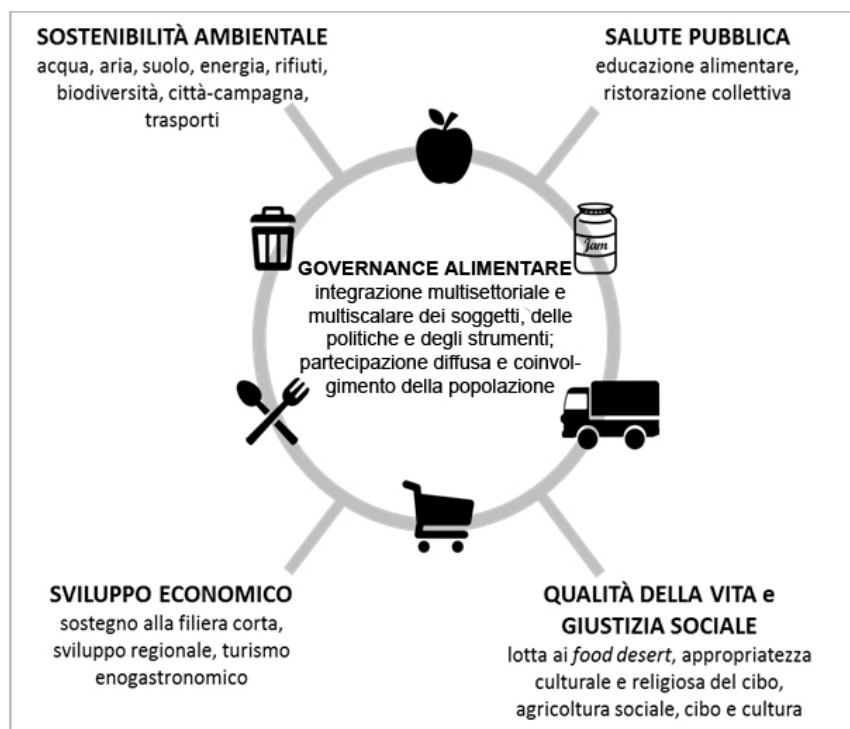 SOSTENIBILITÀ AMBIENTALE
acqua, aria, suolo, energia, rifiuti,
biodiversità, città-campagna,
trasporti
SALUTE PUBBLICA
educazione alimentare,
ristorazione collettiva
Jam
GOVERNANCE ALIMENTARE
integrazione multisettoriale e
multiscalare dei soggetti, delle
politiche e degli strumenti;
partecipazione diffusa e coinvol-
gimento della popolazione
SVILUPPO ECONOMICO
sostegno alla filiera corta,
sviluppo regionale, turismo
enogastronomico
QUALITÀ DELLA VITA e
GIUSTIZIA SOCIALE
lotta ai food desert, appropriatezza
culturale e religiosa del cibo,
agricoltura sociale, cibo e cultura